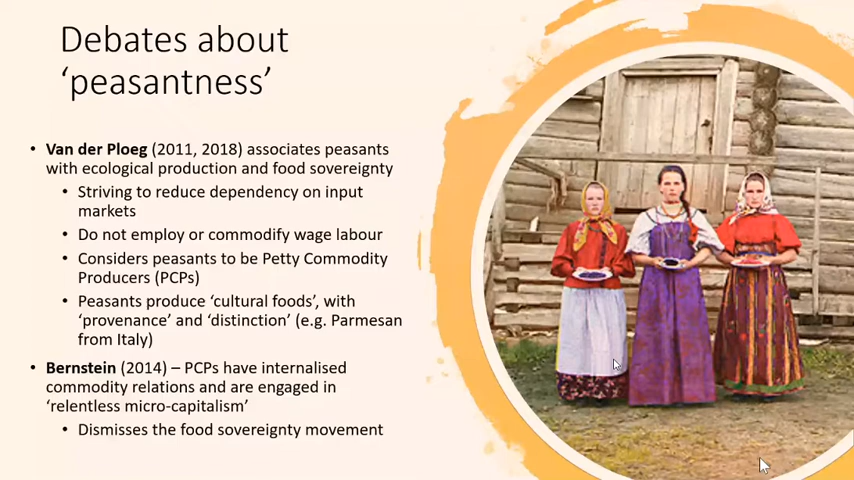 Debates about
‘peasantness’
• Van der Ploeg (2011, 2018) associates peasants
with ecological production and food sovereignty
• Striving to reduce dependency on input
markets
• Do not employ or commodify wage labour
• Considers peasants to be Petty Commodity
Producers (PCPs)
• Peasants produce ‘cultural foods’, with
‘provenance’ and ‘distinction’ (e.g. Parmesan
from Italy)
• Bernstein (2014) – PCPs have internalised
commodity relations and are engaged in
‘relentless micro-capitalism’
• Dismisses the food sovereignty movement